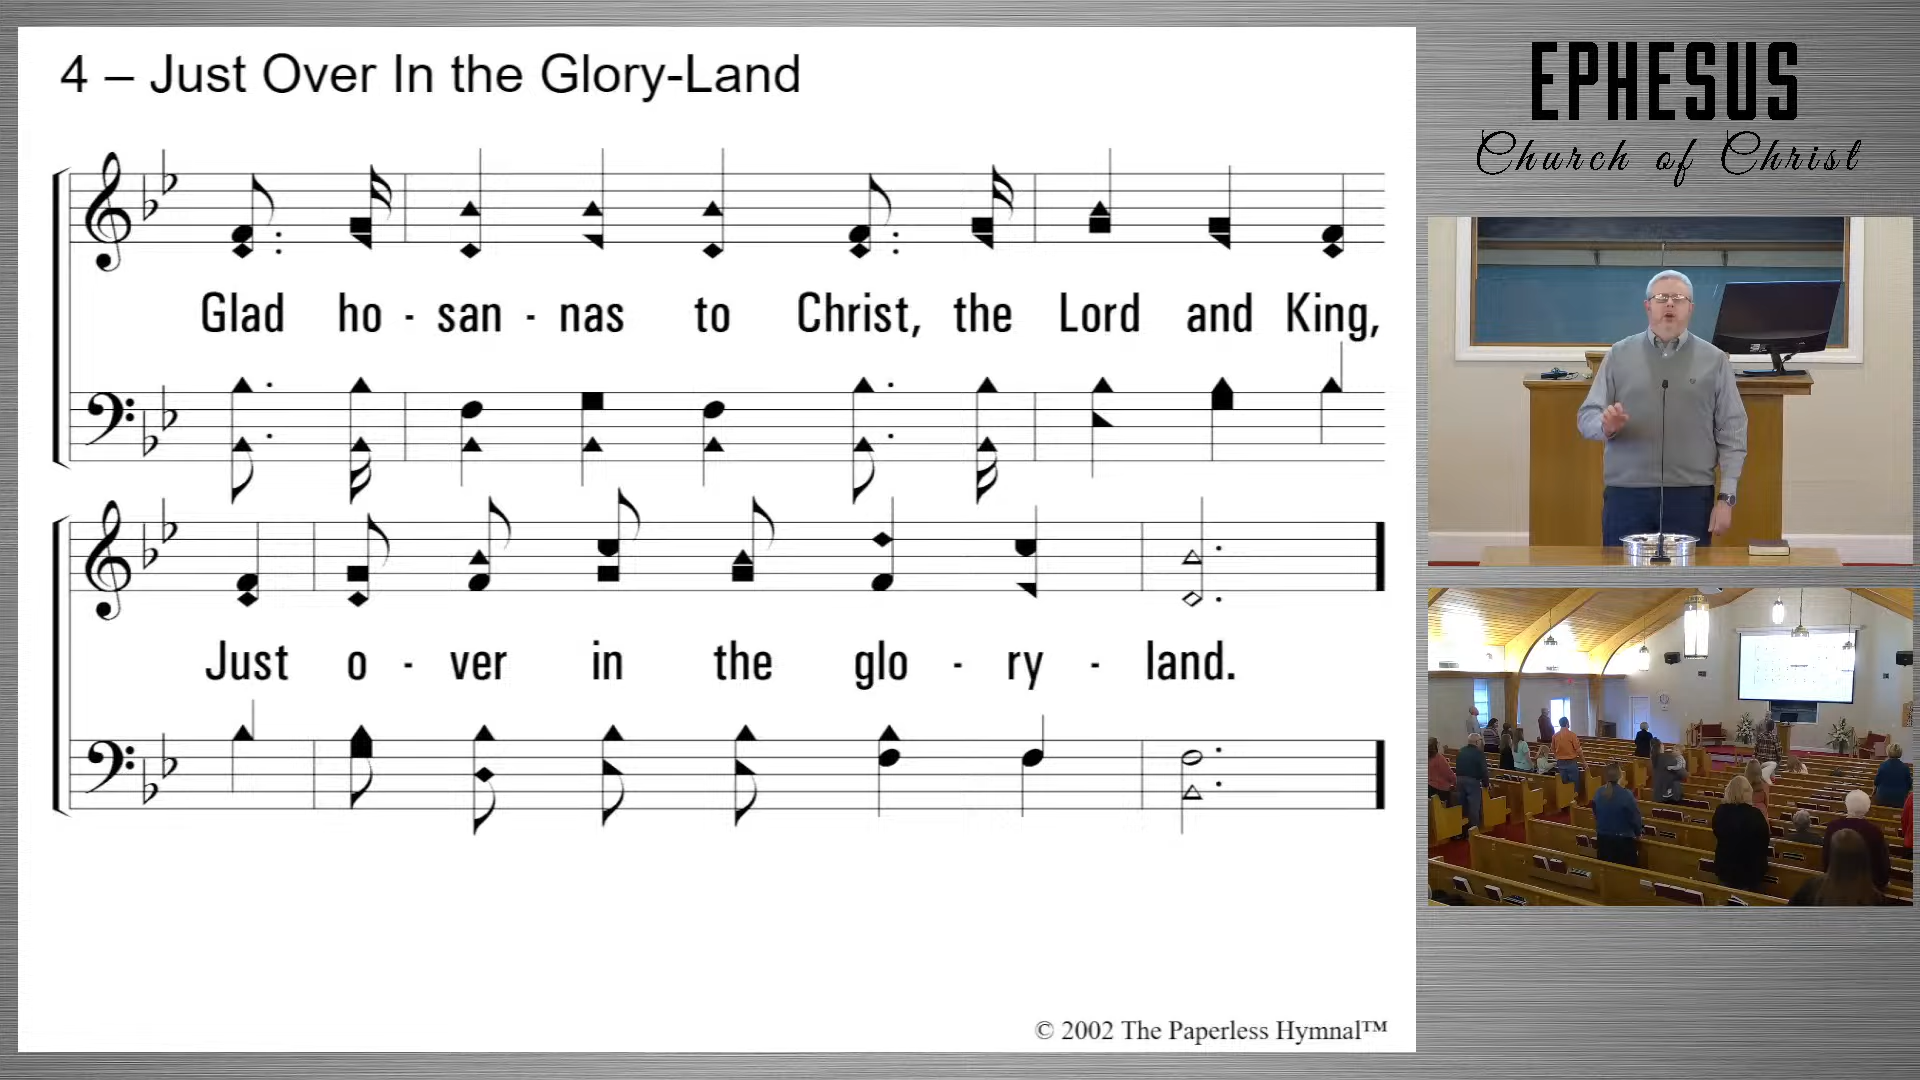 4 – Just Over In the Glory-Land
Glad ho - san - nas to Christ, the Lord and King,
Just o - ver in the glo - ry - land.
© 2002 The Paperless Hymnal™
EPHESUS
Church of Christ